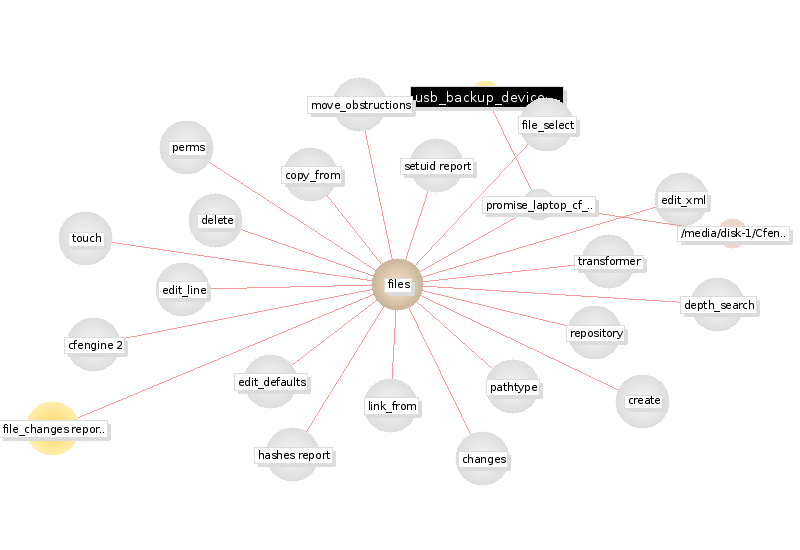 usb_backup_device...
move_obstructions
file_select
perms
setuid report
copy_from
edit_xml
promise_laptop_cf_..
delete
/media/disk-1/Cfen..
touch
transformer
files
edit_line
depth_search
repository
cfengine 2
edit_defaults
pathtype
create
link_from
file_changes repor..
hashes report
changes